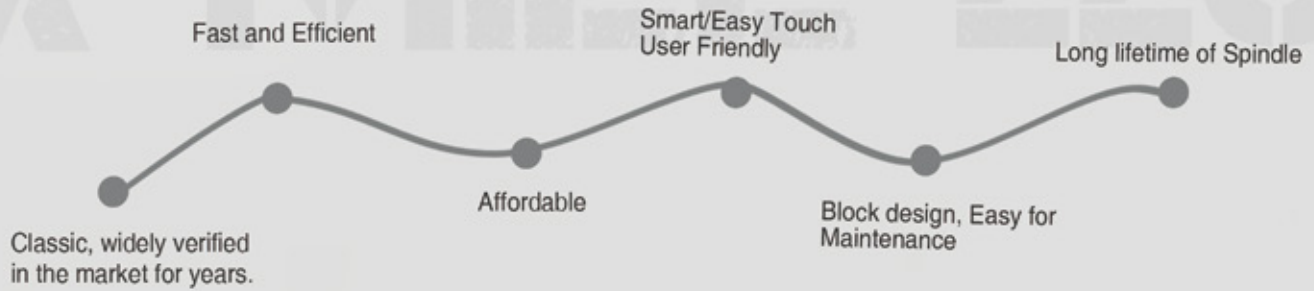 Classic, widely verified
in the market for years.
Fast and Efficient
Affordable
Smart/Easy Touch
User Friendly
Block design, Easy for
Maintenance
Long lifetime of Spindle